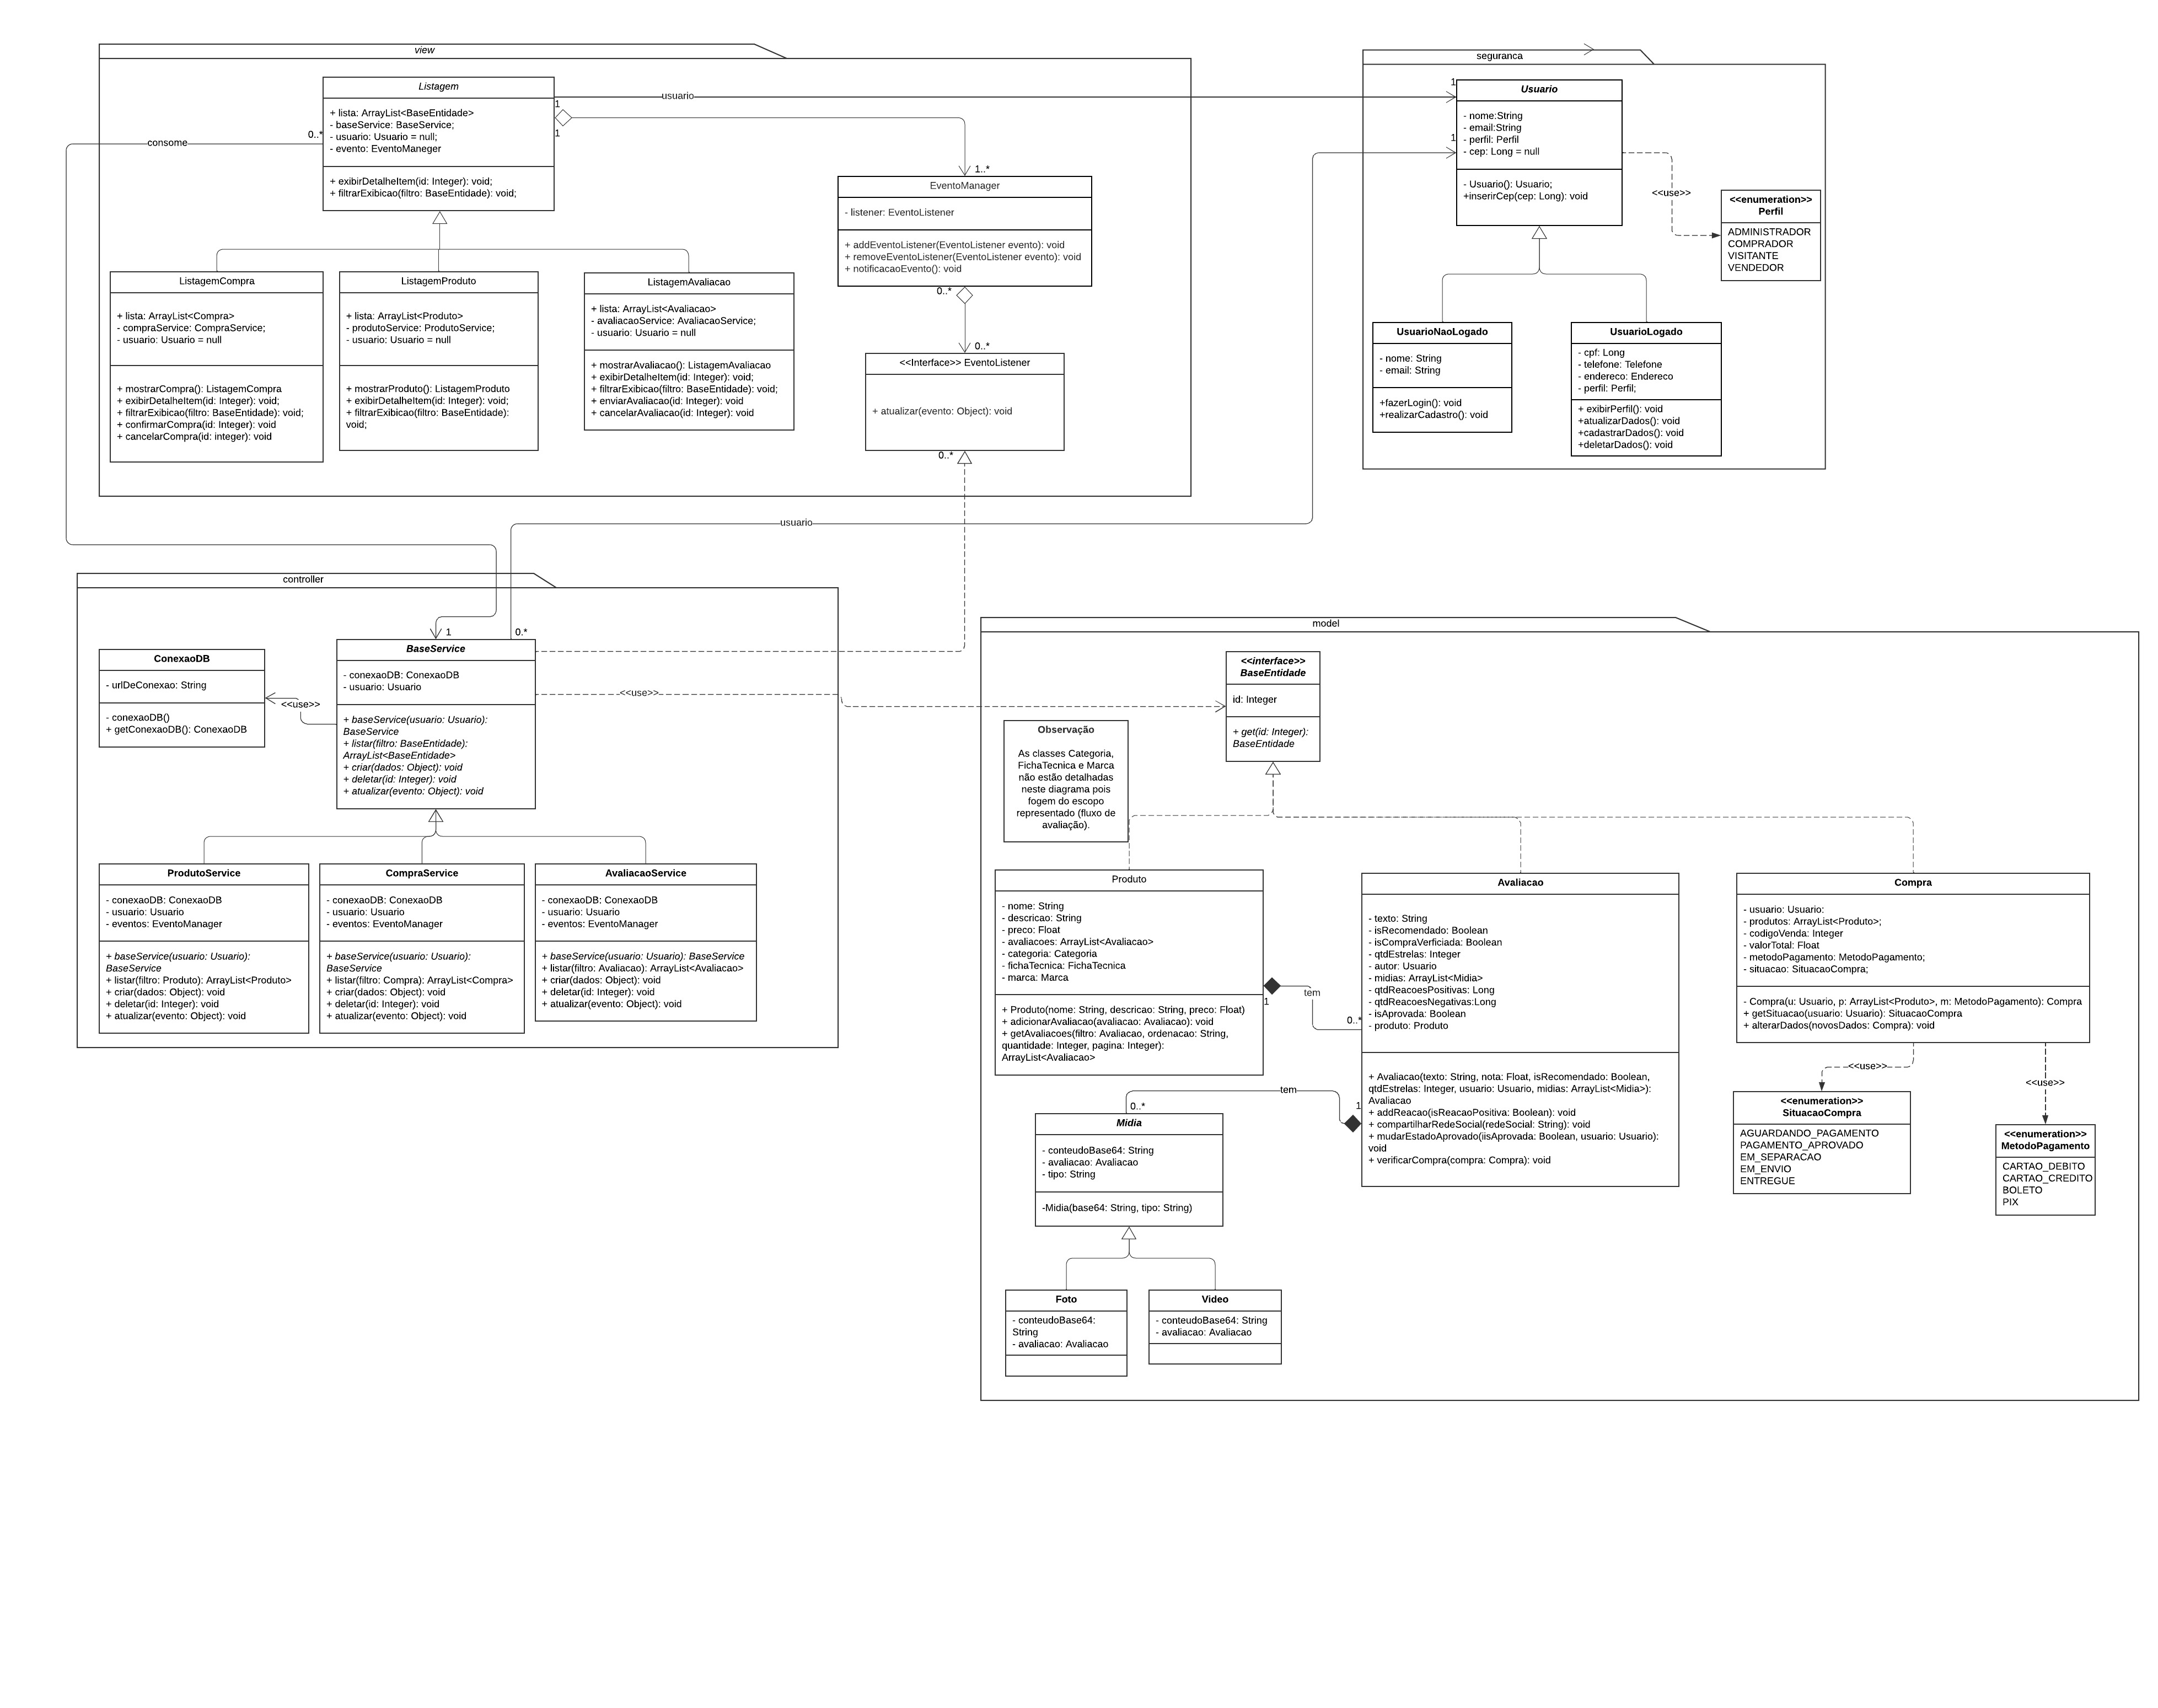 view
Listagem
+ lista: ArrayList<BaseEntidade>
- baseService: BaseService;
- usuario: Usuario = null;
- evento: EventoManeger
+ exibirDetalheItem(id: Integer): void;
+ filtrarExibicao(filtro: BaseEntidade): void;
consome
0..*
1
1
usuario
1
1..*
EventoManager
- listener: EventoListener
+ addEventoListener(EventoListener evento): void
+ removeEventoListener(EventoListener evento): void
+ notificacaoEvento(): void
0..*
0..*
<<Interface>> EventoListener
+ atualizar(evento: Object): void
0..*
ListagemCompra
+ lista: ArrayList<Compra>
- compraService: CompraService;
- usuario: Usuario = null
+ mostrarCompra(): ListagemCompra
+ exibirDetalheItem(id: Integer): void;
+ filtrarExibicao(filtro: BaseEntidade): void;
+ confirmarCompra(id: Integer): void
+ cancelarCompra(id: integer): void
ListagemProduto
+ lista: ArrayList<Produto>
- produtoService: ProdutoService;
- usuario: Usuario = null
+ mostrarProduto(): ListagemProduto
+ exibirDetalheItem(id: Integer): void;
+ filtrarExibicao(filtro: BaseEntidade):
void;
ListagemAvaliacao
+ lista: ArrayList<Avaliacao>
- avaliacaoService: AvaliacaoService;
- usuario: Usuario = null
+ mostrarAvaliacao(): ListagemAvaliacao
+ exibirDetalheItem(id: Integer): void;
+ filtrarExibicao(filtro: BaseEntidade): void;
+ enviarAvaliacao(id: Integer): void
+ cancelarAvaliacao(id: Integer): void
seguranca
Usuario
- nome:String
- email:String
- perfil: Perfil
- cep: Long = null
- Usuario(): Usuario;
+inserirCep(cep: Long): void
1
<<use>>
<<enumeration>>
Perfil
ADMINISTRADOR
COMPRADOR
VISITANTE
VENDEDOR
UsuarioNaoLogado
- nome: String
- email: String
+fazerLogin(): void
+realizarCadastro(): void
UsuarioLogado
- cpf: Long
- telefone: Telefone
- endereco: Endereco
- perfil: Perfil;
+ exibirPerfil(): void
+atualizarDados(): void
+cadastrarDados(): void
+deletarDados(): void
usuario
controller
1
0.*
ConexaoDB
- urlDeConexao: String
- conexaoDB()
+ getConexaoDB(): ConexaoDB
<<use>>
BaseService
- conexaoDB: ConexaoDB
- usuario: Usuario
+ baseService(usuario: Usuario):
BaseService
+ listar(filtro: BaseEntidade):
ArrayList<BaseEntidade>
+ criar(dados: Object): void
+ deletar(id: Integer): void
+ atualizar(evento: Object): void
<<use>>
ProdutoService
- conexaoDB: ConexaoDB
- usuario: Usuario
- eventos: EventoManager
+ baseService(usuario: Usuario):
BaseService
+ listar(filtro: Produto): ArrayList<Produto>
+ criar(dados: Object): void
+ deletar(id: Integer): void
+ atualizar(evento: Object): void
CompraService
- conexaoDB: ConexaoDB
- usuario: Usuario
- eventos: EventoManager
+ baseService(usuario: Usuario):
BaseService
+ listar(filtro: Compra): ArrayList<Compra>
+ criar(dados: Object): void
+ deletar(id: Integer): void
+ atualizar(evento: Object): void
AvaliacaoService
- conexaoDB: ConexaoDB
- usuario: Usuario
- eventos: EventoManager
+ baseService(usuario: Usuario): BaseService
+ listar(filtro: Avaliacao): ArrayList<Avaliacao>
+ criar(dados: Object): void
+ deletar(id: Integer): void
+ atualizar(evento: Object): void
model
<<interface>>
BaseEntidade
id: Integer
+ get(id: Integer):
BaseEntidade
Observação
As classes Categoria,
FichaTecnica e Marca
não estão detalhadas
neste diagrama pois
fogem do escopo
representado (fluxo de
avaliação).
Produto
- nome: String
- descricao: String
- preco: Float
- avaliacoes: ArrayList<Avaliacao>
- categoria: Categoria
- fichaTecnica: FichaTecnica
- marca: Marca
+ Produto(nome: String, descricao: String, preco: Float)
+ adicionarAvaliacao(avaliacao: Avaliacao): void
+ getAvaliacoes(filtro: Avaliacao, ordenacao: String,
quantidade: Integer, pagina: Integer):
ArrayList<Avaliacao>
1
tem
0..*
Avaliacao
- texto: String
- isRecomendado: Boolean
- isCompraVerficiada: Boolean
- qtdEstrelas: Integer
- autor: Usuario
- midias: ArrayList<Midia>
- qtdReacoesPositivas: Long
- qtdReacoesNegativas:Long
- isAprovada: Boolean
- produto: Produto
+ Avaliacao(texto: String, nota: Float, isRecomendado: Boolean,
qtdEstrelas: Integer, usuario: Usuario, midias: ArrayList<Midia>):
Avaliacao
+ addReacao(isReacaoPositiva: Boolean): void
+ compartilharRedeSocial(redeSocial: String): void
+ mudarEstadoAprovado(iisAprovada: Boolean, usuario: Usuario):
void
+ verificarCompra(compra: Compra): void
Compra
- usuario: Usuario:
- produtos: ArrayList<Produto>;
- codigoVenda: Integer
- valorTotal: Float
- metodoPagamento: MetodoPagamento;
- situacao: SituacaoCompra;
- Compra(u: Usuario, p: ArrayList<Produto>, m: MetodoPagamento): Compra
+ getSituacao(usuario: Usuario): SituacaoCompra
+ alterarDados(novosDados: Compra): void
<<use>>
<<use>>
<<enumeration>>
SituacaoCompra
AGUARDANDO_PAGAMENTO
PAGAMENTO_APROVADO
EM_SEPARACAO
EM_ENVIO
ENTREGUE
<<enumeration>>
MetodoPagamento
CARTAO_DEBITO
CARTAO_CREDITO
BOLETO
PIX
tem
0..*
1
Midia
- conteudoBase64: String
- avaliacao: Avaliacao
- tipo: String
-Midia(base64: String, tipo: String)
Foto
- conteudoBase64:
String
- avaliacao: Avaliacao
Video
- conteudoBase64: String
- avaliacao: Avaliacao